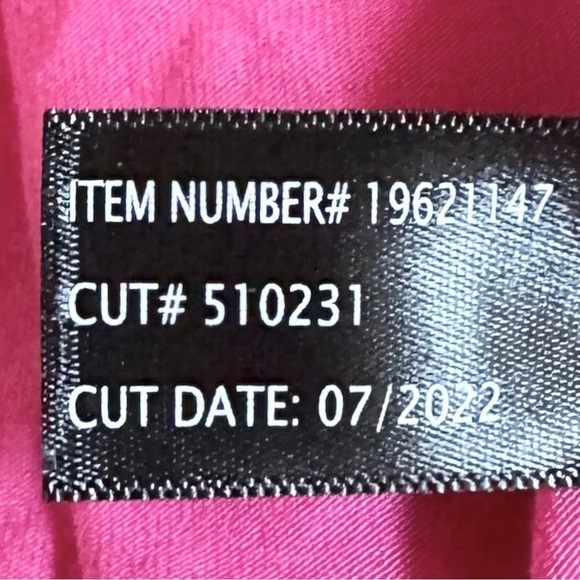 ITEM NUMBER# 19621147
CUT# 510231
CUT DATE: 07/2022